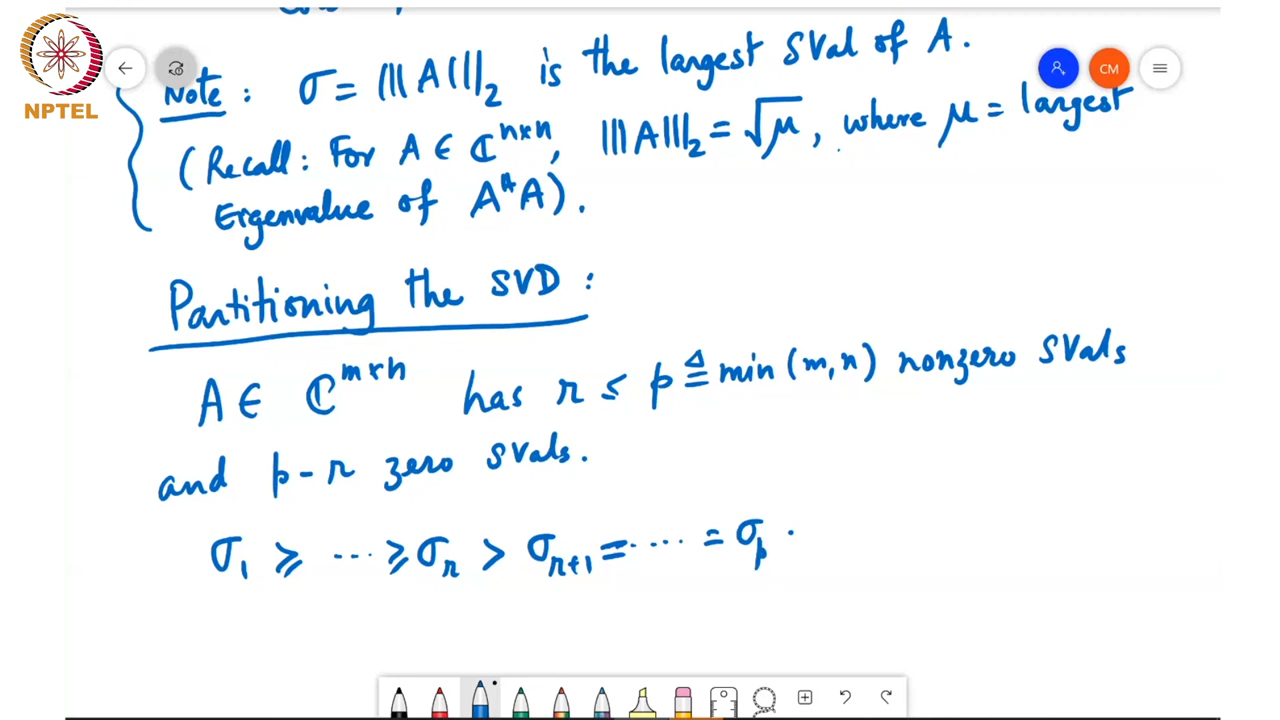 NPTEL
CM
Note : σ = |||A|||₂ is the largest SVal of A.
(Recall : For A ∈ ℂⁿˣⁿ, |||A|||₂ = √μ, where μ = largest
Eigenvalue of AᴴA).
Partitioning the SVD :
A ∈ ℂᵐˣⁿ has r ≤ p ≜ min(m,n) nonzero SVals
and p - r zero SVals.
σ₁ ≥ ... ≥ σᵣ > σᵣ₊₁ = ..... = σₚ .